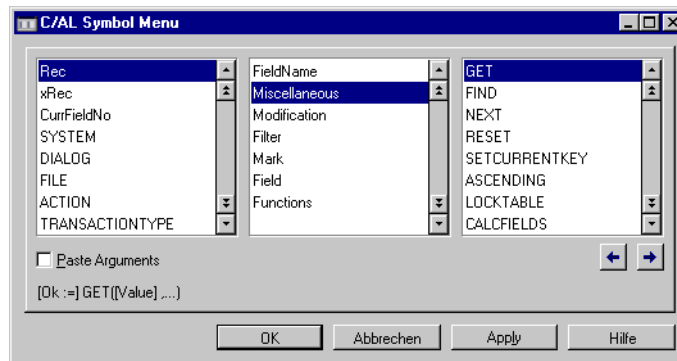 C/AL Symbol Menu
Rec
xRec
CurrFieldNo
SYSTEM
DIALOG
FILE
ACTION
TRANSACTIONTYPE
FieldName
Miscellaneous
Modification
Filter
Mark
Field
Functions
GET
FIND
NEXT
RESET
SETCURRENTKEY
ASCENDING
LOCKTABLE
CALCFIELDS
Paste Arguments
[Ok :=] GET([Value] ,...)
OK
Abbrechen
Apply
Hilfe